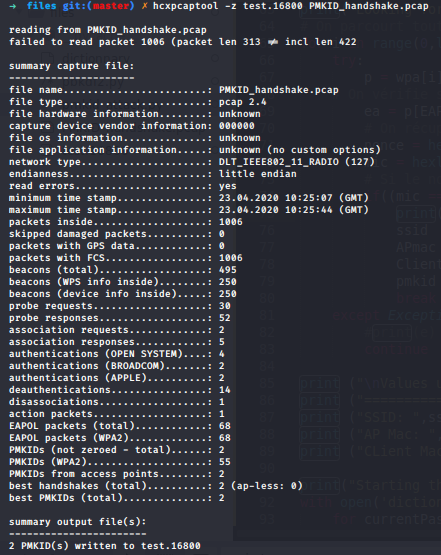 → files git:(master) ✗ hcxpcaptool -z test.16800 PMKID_handshake.pcap
reading from PMKID_handshake.pcap
failed to read packet 1006 (packet len 313 ≠ incl len 422
summary capture file:
---------------------
file name........................: PMKID_handshake.pcap
file type........................: pcap 2.4
file hardware information........: unknown
capture device vendor information: 000000
file os information..............: unknown
file application information.....: unknown (no custom options)
network type.....................: DLT_IEEE802_11_RADIO (127)
endianness.......................: little endian
read errors......................: yes
minimum time stamp...............: 23.04.2020 10:25:07 (GMT)
maximum time stamp...............: 23.04.2020 10:25:44 (GMT)
packets inside...................: 1006
skipped damaged packets..........: 0
packets with GPS data............: 0
packets with FCS.................: 1006
beacons (total)..................: 495
beacons (WPS info inside)........: 250
beacons (device info inside).....: 250
probe requests...................: 30
probe responses..................: 52
association requests.............: 2
association responses............: 5
authentications (OPEN SYSTEM)....: 4
authentications (BROADCOM).......: 2
authentications (APPLE)..........: 2
deauthentications................: 14
disassociations..................: 1
action packets...................: 1
EAPOL packets (total)............: 68
EAPOL packets (WPA2).............: 68
PMKIDs (not zeroed - total)......: 2
PMKIDs (WPA2)....................: 55
PMKIDs from access points........: 2
best handshakes (total)..........: 2 (ap-less: 0)
best PMKIDs (total)..............: 2
summary output file(s):
-----------------------
2 PMKID(s) written to test.16800